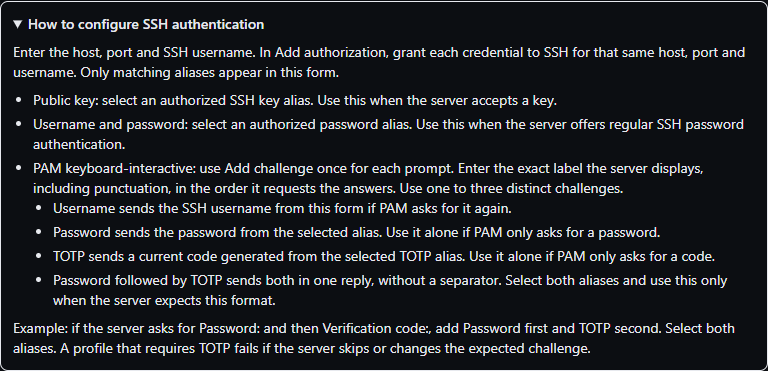 ▼ How to configure SSH authentication
Enter the host, port and SSH username. In Add authorization, grant each credential to SSH for that same host, port and
username. Only matching aliases appear in this form.
• Public key: select an authorized SSH key alias. Use this when the server accepts a key.
• Username and password: select an authorized password alias. Use this when the server offers regular SSH password
authentication.
• PAM keyboard-interactive: use Add challenge once for each prompt. Enter the exact label the server displays,
including punctuation, in the order it requests the answers. Use one to three distinct challenges.
• Username sends the SSH username from this form if PAM asks for it again.
• Password sends the password from the selected alias. Use it alone if PAM only asks for a password.
• TOTP sends a current code generated from the selected TOTP alias. Use it alone if PAM only asks for a code.
• Password followed by TOTP sends both in one reply, without a separator. Select both aliases and use this only
when the server expects this format.
Example: if the server asks for Password: and then Verification code:, add Password first and TOTP second. Select both
aliases. A profile that requires TOTP fails if the server skips or changes the expected challenge.